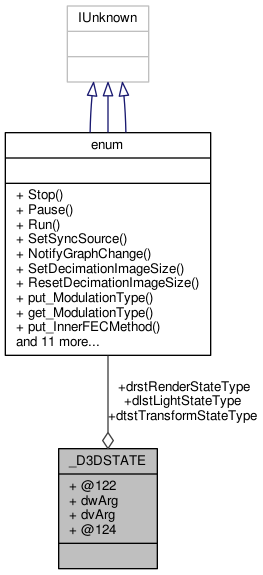 IUnknown
enum
+ Stop()
+ Pause()
+ Run()
+ SetSyncSource()
+ NotifyGraphChange()
+ SetDecimationImageSize()
+ ResetDecimationImageSize()
+ put_ModulationType()
+ get_ModulationType()
+ put_InnerFECMethod()
and 11 more...
+drstRenderStateType
+dlstLightStateType
+dtstTransformStateType
_D3DSTATE
+ @122
+ dwArg
+ dvArg
+ @124